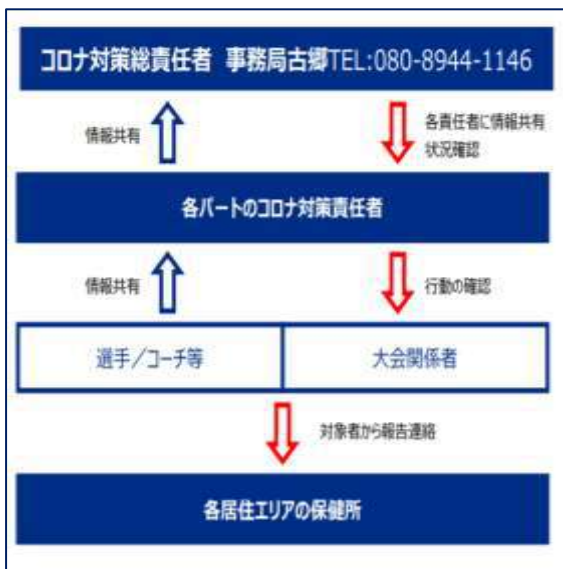 コロナ対策総責任者 事務局古郷TEL:080-8944-1146
情報共有
各責任者に情報共有
状況確認
各パートのコロナ対策責任者
情報共有
行動の確認
選手／コーチ等
大会関係者
対象者から報告連絡
各居住エリアの保健所